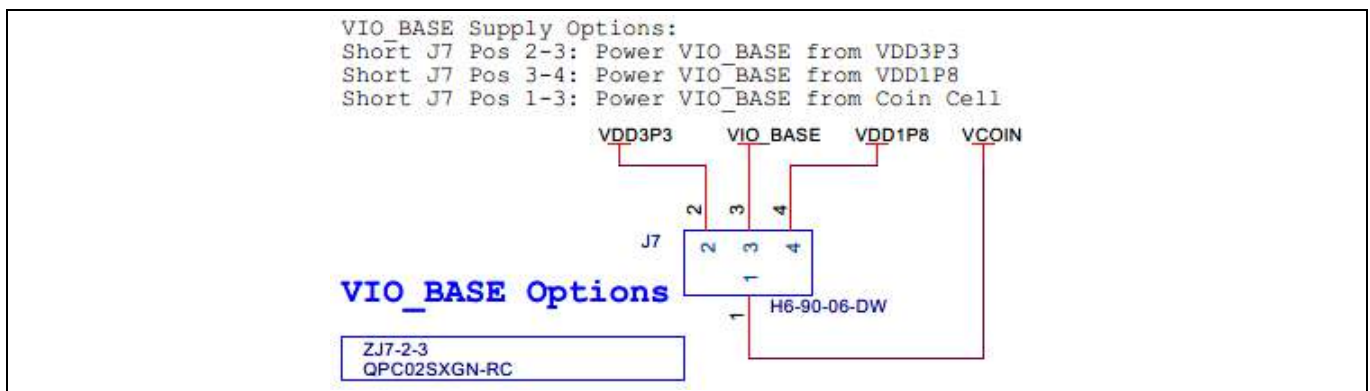 VIO_BASE Supply Options:
Short J7 Pos 2-3: Power VIO_BASE from VDD3P3
Short J7 Pos 3-4: Power VIO_BASE from VDD1P8
Short J7 Pos 1-3: Power VIO_BASE from Coin Cell
VDD3P3 VIO_BASE VDD1P8 VCOIN
2 3 4
J7
2 3 4
1
VIO_BASE Options
H6-90-06-DW
1
ZJ7-2-3
QPC02SXGN-RC